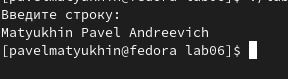 Введите строку:
Matyukhin Pavel Andreevich
[pavelmatyukhin@fedora lab06]$